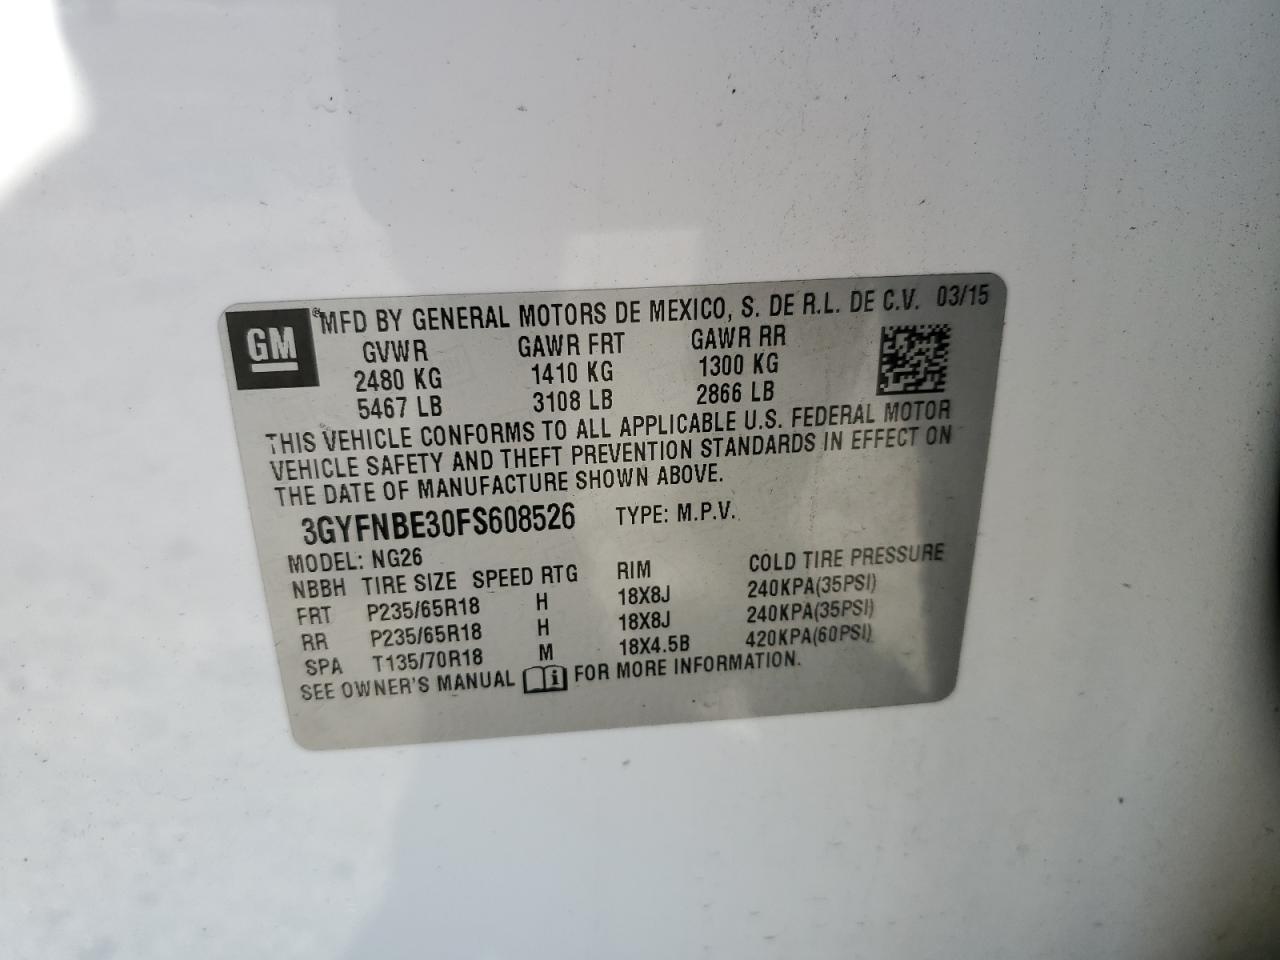 GM
®MFD BY GENERAL MOTORS DE MEXICO, S. DE R.L. DE C.V. 03/15
GVWR GAWR FRT GAWR RR
2480 KG 1410 KG 1300 KG
5467 LB 3108 LB 2866 LB
THIS VEHICLE CONFORMS TO ALL APPLICABLE U.S. FEDERAL MOTOR
VEHICLE SAFETY AND THEFT PREVENTION STANDARDS IN EFFECT ON
THE DATE OF MANUFACTURE SHOWN ABOVE.
3GYFNBE30FS608526 TYPE: M.P.V.
MODEL: NG26
NBBH TIRE SIZE SPEED RTG RIM COLD TIRE PRESSURE
FRT P235/65R18 H 18X8J 240KPA(35PSI)
RR P235/65R18 H 18X8J 240KPA(35PSI)
SPA T135/70R18 M 18X4.5B 420KPA(60PSI)
SEE OWNER'S MANUAL FOR MORE INFORMATION.